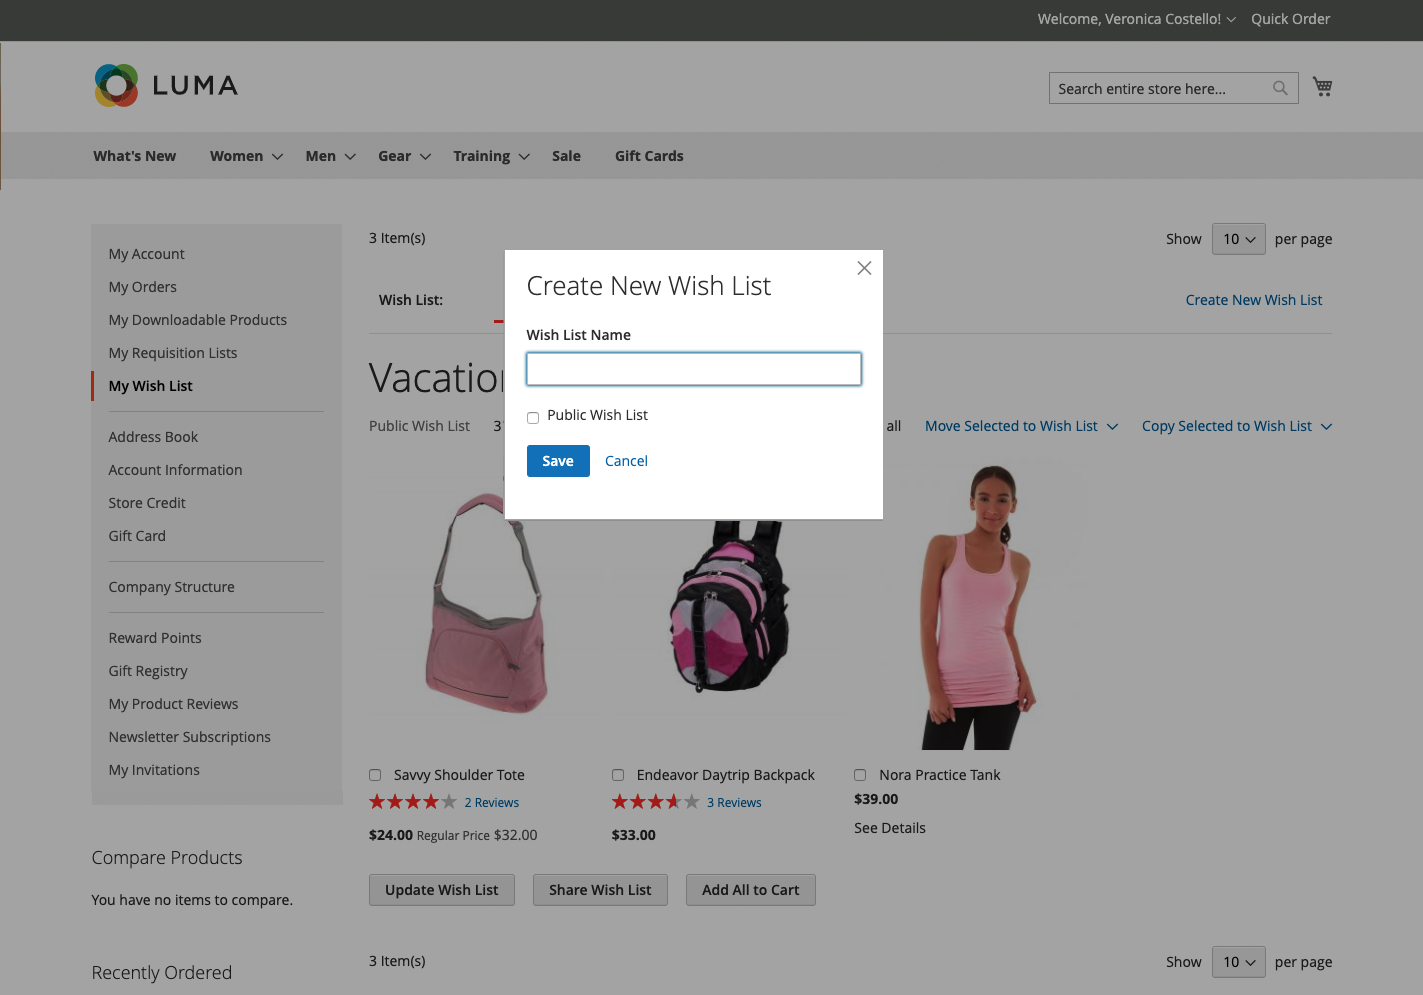 Welcome, Veronica Costello! Quick Order
LUMA
Search entire store here...
What's New Women Men Gear Training Sale Gift Cards
My Account
My Orders
My Downloadable Products
My Requisition Lists
My Wish List
Address Book
Account Information
Store Credit
Gift Card
Company Structure
Reward Points
Gift Registry
My Product Reviews
Newsletter Subscriptions
My Invitations
Compare Products
You have no items to compare.
Recently Ordered
3 Item(s)
Show 10 per page
Wish List:
Create New Wish List
Public Wish List
all Move Selected to Wish List Copy Selected to Wish List
Create New Wish List
Wish List Name
Public Wish List
Save Cancel
Savvy Shoulder Tote
2 Reviews
$24.00 Regular Price $32.00
Endeavor Daytrip Backpack
3 Reviews
$33.00
Nora Practice Tank
$39.00
See Details
Update Wish List Share Wish List Add All to Cart
3 Item(s)
Show 10 per page